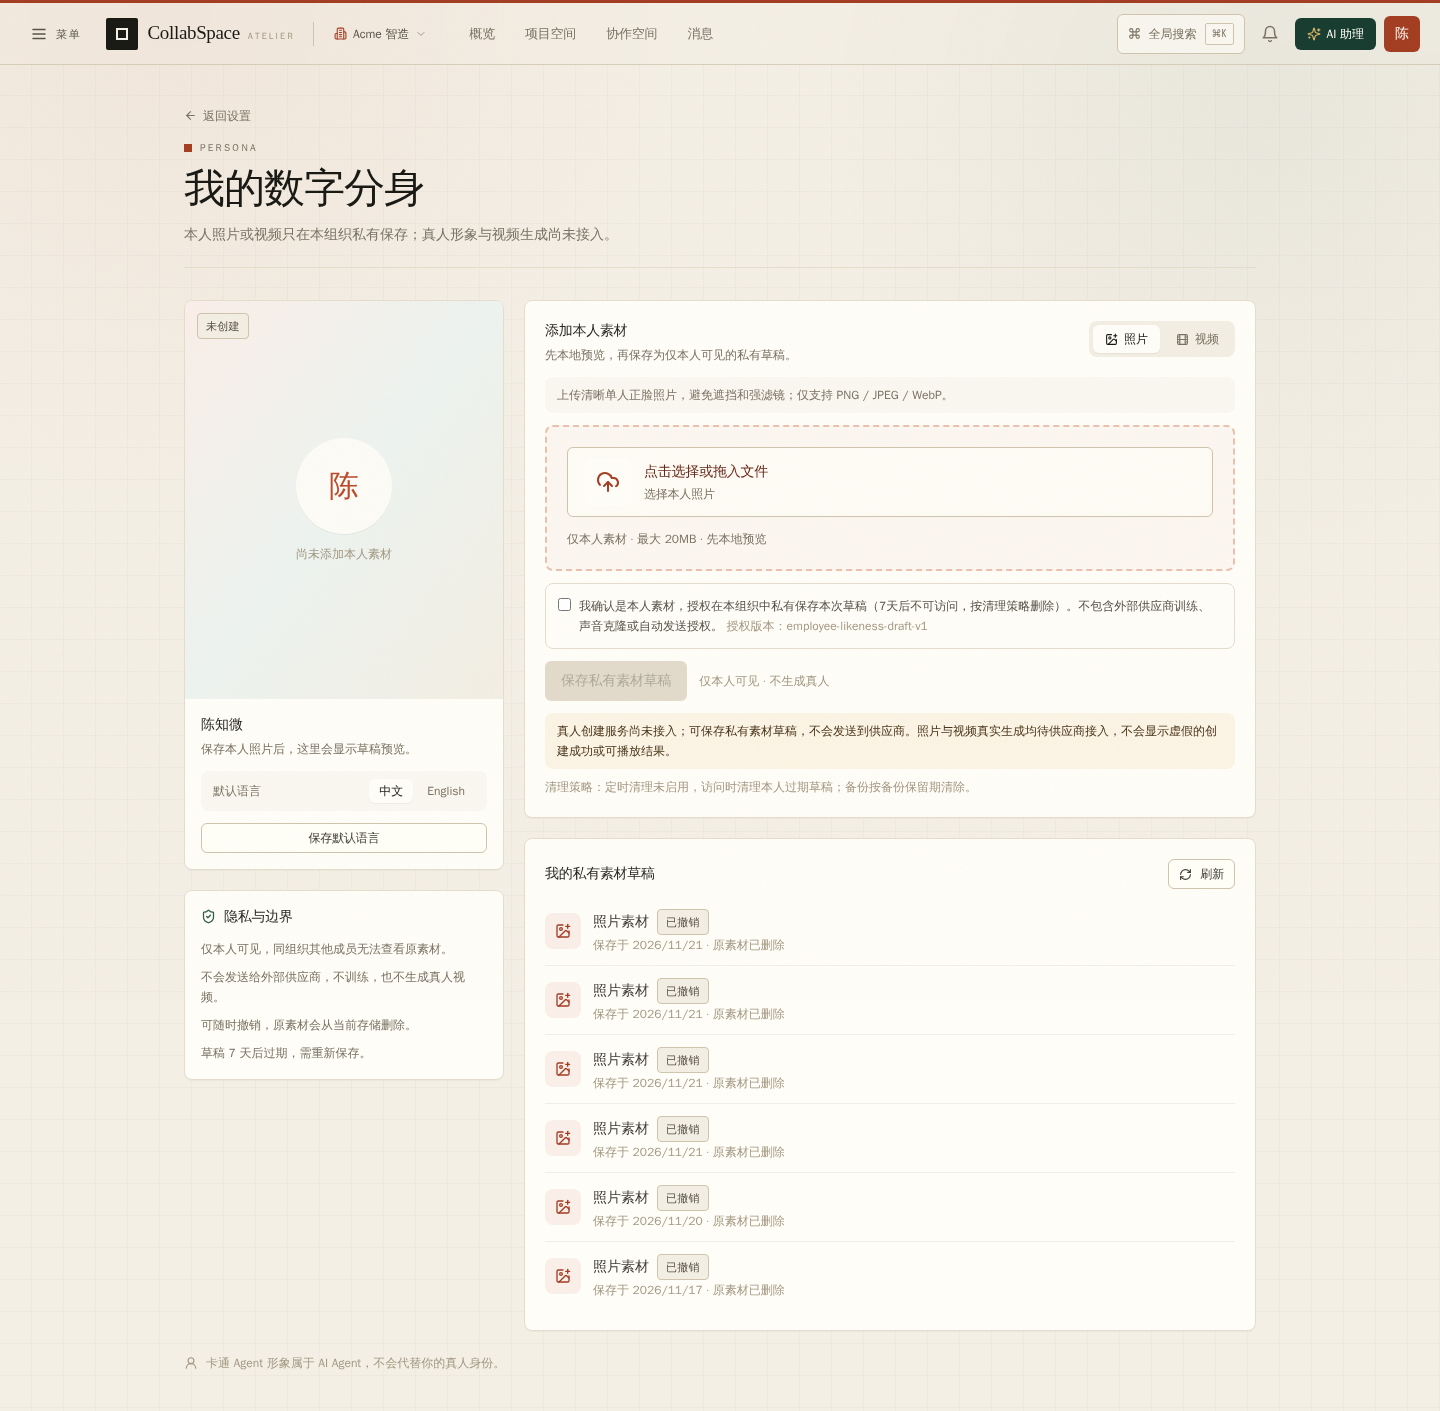 菜单
CollabSpace ATELIER
Acme 智造
概览
项目空间
协作空间
消息
全局搜索 ⌘K
AI 助理
陈
返回设置
PERSONA
我的数字分身
本人照片或视频只在本组织私有保存；真人形象与视频生成尚未接入。
未创建
陈
尚未添加本人素材
陈知微
保存本人照片后，这里会显示草稿预览。
默认语言 中文 English
保存默认语言
隐私与边界
仅本人可见，同组织其他成员无法查看原素材。
不会发送给外部供应商，不训练，也不生成真人视
频。
可随时撤销，原素材会从当前存储删除。
草稿 7 天后过期，需重新保存。
添加本人素材
先本地预览，再保存为仅本人可见的私有草稿。
照片 视频
上传清晰单人正脸照片，避免遮挡和强滤镜；仅支持 PNG / JPEG / WebP。
点击选择或拖入文件
选择本人照片
仅本人素材 · 最大 20MB · 先本地预览
我确认是本人素材，授权在本组织中私有保存本次草稿（7天后不可访问，按清理策略删除）。不包含外部供应商训练、
声音克隆或自动发送授权。 授权版本：employee-likeness-draft-v1
保存私有素材草稿 仅本人可见 · 不生成真人
真人创建服务尚未接入；可保存私有素材草稿，不会发送到供应商。照片与视频真实生成均待供应商接入，不会显示虚假的创
建成功或可播放结果。
清理策略：定时清理未启用，访问时清理本人过期草稿；备份按备份保留期清除。
我的私有素材草稿
刷新
照片素材 已撤销
保存于 2026/11/21 · 原素材已删除
照片素材 已撤销
保存于 2026/11/21 · 原素材已删除
照片素材 已撤销
保存于 2026/11/21 · 原素材已删除
照片素材 已撤销
保存于 2026/11/21 · 原素材已删除
照片素材 已撤销
保存于 2026/11/20 · 原素材已删除
照片素材 已撤销
保存于 2026/11/17 · 原素材已删除
卡通 Agent 形象属于 AI Agent，不会代替你的真人身份。